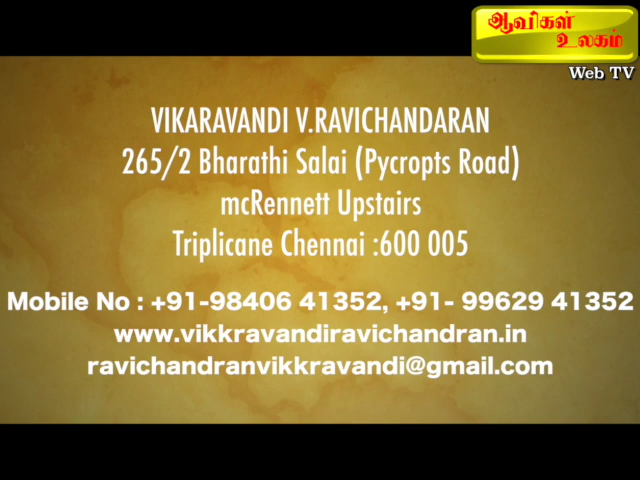 ஆவிகள்
உலகம்
Web TV
VIKARAVANDI V.RAVICHANDARAN
265/2 Bharathi Salai (Pycropts Road)
mcRennett Upstairs
Triplicane Chennai :600 005
Mobile No : +91-98406 41352, +91- 99629 41352
www.vikkravandiravichandran.in
ravichandranvikkravandi@gmail.com